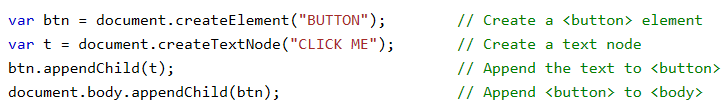 var btn = document.createElement("BUTTON");        // Create a <button> element
var t = document.createTextNode("CLICK ME");       // Create a text node
btn.appendChild(t);                                // Append the text to <button>
document.body.appendChild(btn);                    // Append <button> to <body>